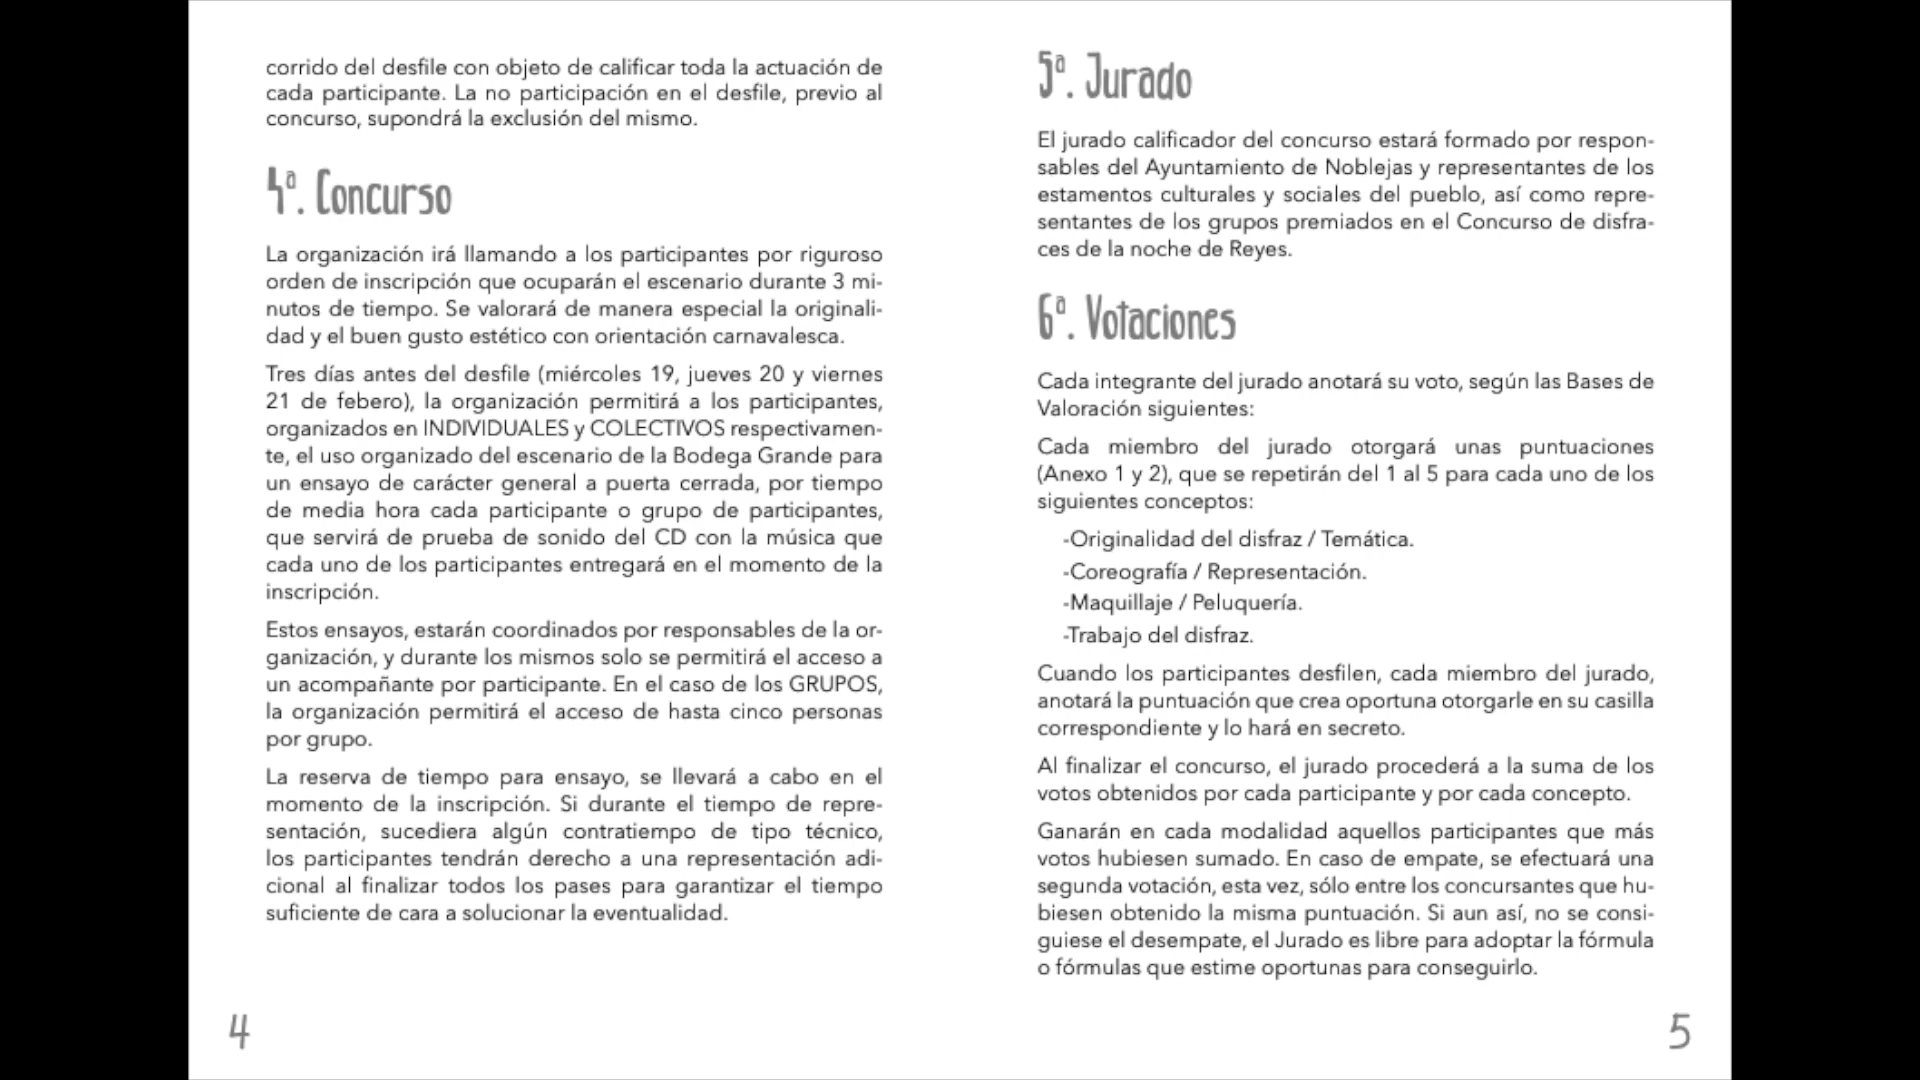 corrido del desfile con objeto de calificar toda la actuación de
cada participante. La no participación en el desfile, previo al
concurso, supondrá la exclusión del mismo.
4ª. Concurso
La organización irá llamando a los participantes por riguroso
orden de inscripción que ocuparán el escenario durante 3 mi-
nutos de tiempo. Se valorará de manera especial la originali-
dad y el buen gusto estético con orientación carnavalesca.
Tres días antes del desfile (miércoles 19, jueves 20 y viernes
21 de febero), la organización permitirá a los participantes,
organizados en INDIVIDUALES y COLECTIVOS respectivamen-
te, el uso organizado del escenario de la Bodega Grande para
un ensayo de carácter general a puerta cerrada, por tiempo
de media hora cada participante o grupo de participantes,
que servirá de prueba de sonido del CD con la música que
cada uno de los participantes entregará en el momento de la
inscripción.
Estos ensayos, estarán coordinados por responsables de la or-
ganización, y durante los mismos solo se permitirá el acceso a
un acompañante por participante. En el caso de los GRUPOS,
la organización permitirá el acceso de hasta cinco personas
por grupo.
La reserva de tiempo para ensayo, se llevará a cabo en el
momento de la inscripción. Si durante el tiempo de repre-
sentación, sucediera algún contratiempo de tipo técnico,
los participantes tendrán derecho a una representación adi-
cional al finalizar todos los pases para garantizar el tiempo
suficiente de cara a solucionar la eventualidad.
4
5ª. Jurado
El jurado calificador del concurso estará formado por respon-
sables del Ayuntamiento de Noblejas y representantes de los
estamentos culturales y sociales del pueblo, así como repre-
sentantes de los grupos premiados en el Concurso de disfra-
ces de la noche de Reyes.
6ª. Votaciones
Cada integrante del jurado anotará su voto, según las Bases de
Valoración siguientes:
Cada miembro del jurado otorgará unas puntuaciones
(Anexo 1 y 2), que se repetirán del 1 al 5 para cada uno de los
siguientes conceptos:
-Originalidad del disfraz / Temática.
-Coreografía / Representación.
-Maquillaje / Peluquería.
-Trabajo del disfraz.
Cuando los participantes desfilen, cada miembro del jurado,
anotará la puntuación que crea oportuna otorgarle en su casilla
correspondiente y lo hará en secreto.
Al finalizar el concurso, el jurado procederá a la suma de los
votos obtenidos por cada participante y por cada concepto.
Ganarán en cada modalidad aquellos participantes que más
votos hubiesen sumado. En caso de empate, se efectuará una
segunda votación, esta vez, sólo entre los concursantes que hu-
biesen obtenido la misma puntuación. Si aun así, no se consi-
guiese el desempate, el Jurado es libre para adoptar la fórmula
o fórmulas que estime oportunas para conseguirlo.
5